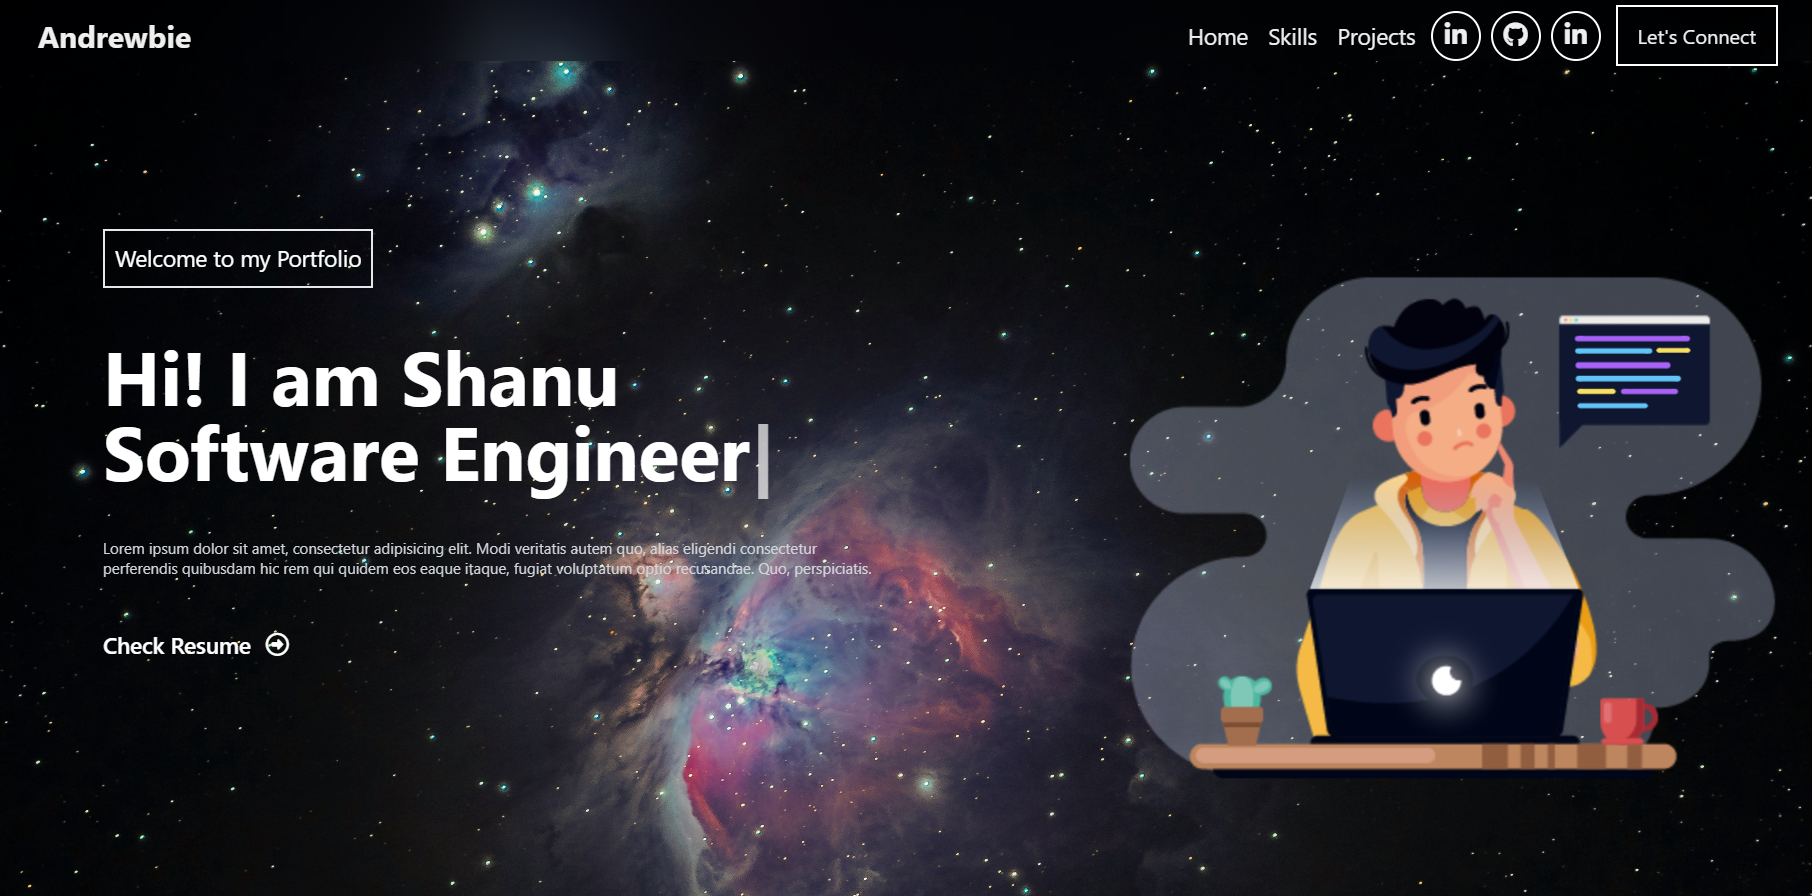 Andrewbie
Home Skills Projects in in Let's Connect
Welcome to my Portfolio
Hi! I am Shanu
Software Engineer|
Lorem ipsum dolor sit amet, consectetur adipisicing elit. Modi veritatis autem quo, alias eligendi consectetur
perferendis quibusdam hic rem qui quidem eos eaque itaque, fugiat voluptatum optio recusandae. Quo, perspiciatis.
Check Resume